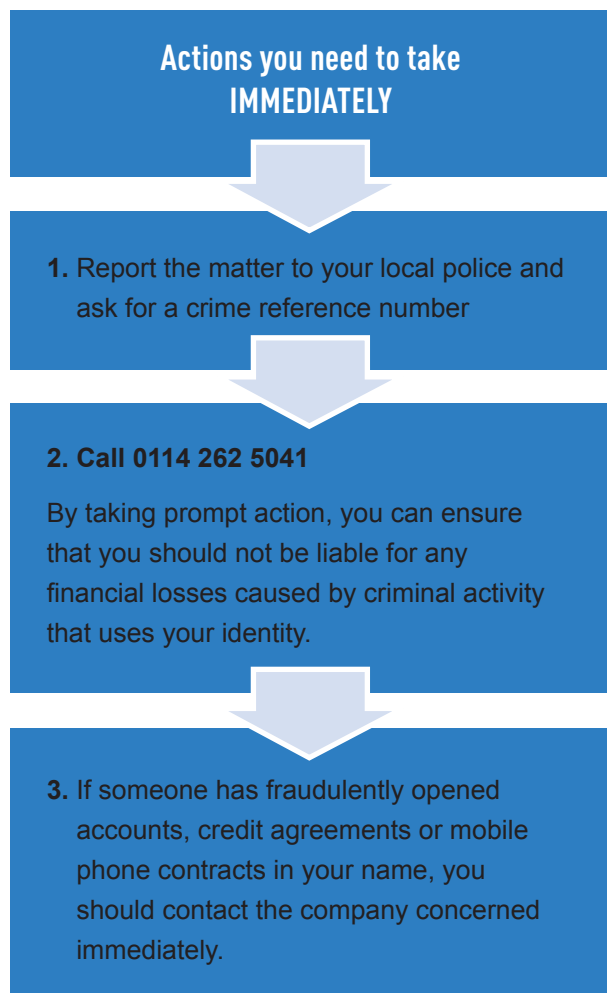 Actions you need to take
IMMEDIATELY
1. Report the matter to your local police and
ask for a crime reference number
2. Call 0114 262 5041
By taking prompt action, you can ensure
that you should not be liable for any
financial losses caused by criminal activity
that uses your identity.
3. If someone has fraudulently opened
accounts, credit agreements or mobile
phone contracts in your name, you
should contact the company concerned
immediately.